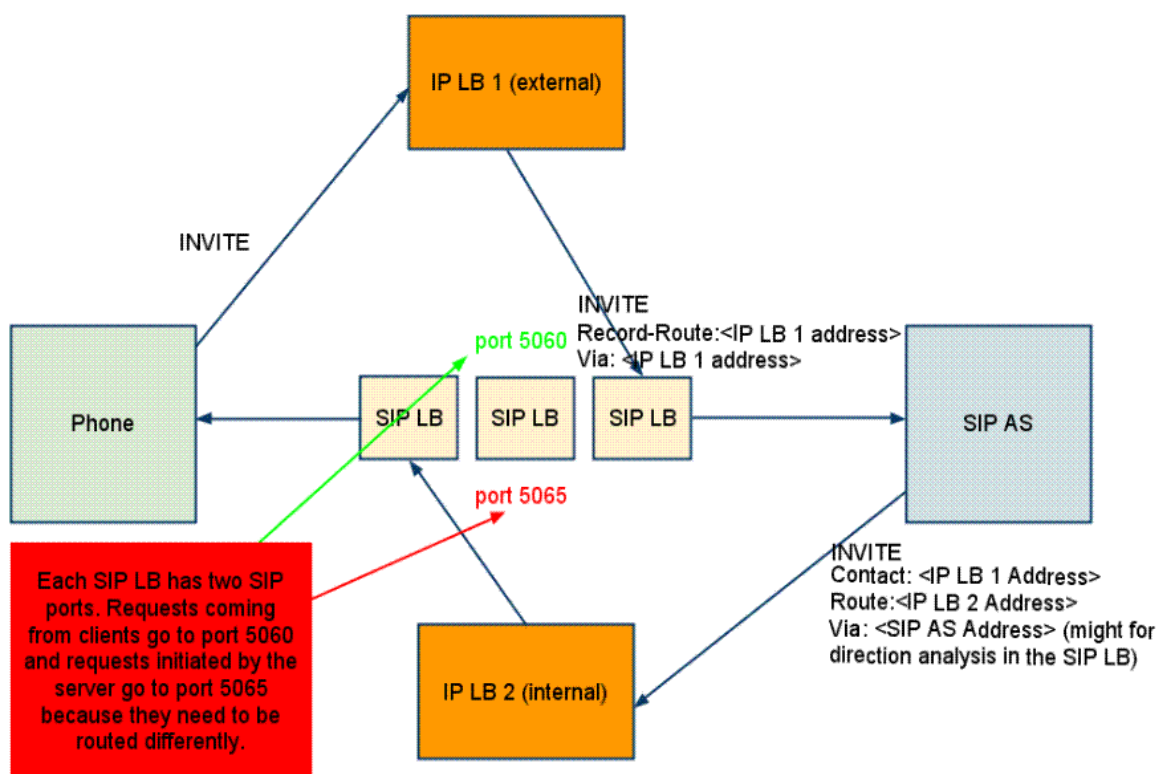 IP LB 1 (external)
INVITE
INVITE
Record-Route:<IP LB 1 address>
Via: <IP LB 1 address>
port 5060
Phone
SIP LB
SIP LB
SIP LB
SIP AS
port 5065
Each SIP LB has two SIP
ports. Requests coming
from clients go to port 5060
and requests initiated by the
server go to port 5065
because they need to be
routed differently.
IP LB 2 (internal)
INVITE
Contact: <IP LB 1 Address>
Route:<IP LB 2 Address>
Via: <SIP AS Address> (might for
direction analysis in the SIP LB)